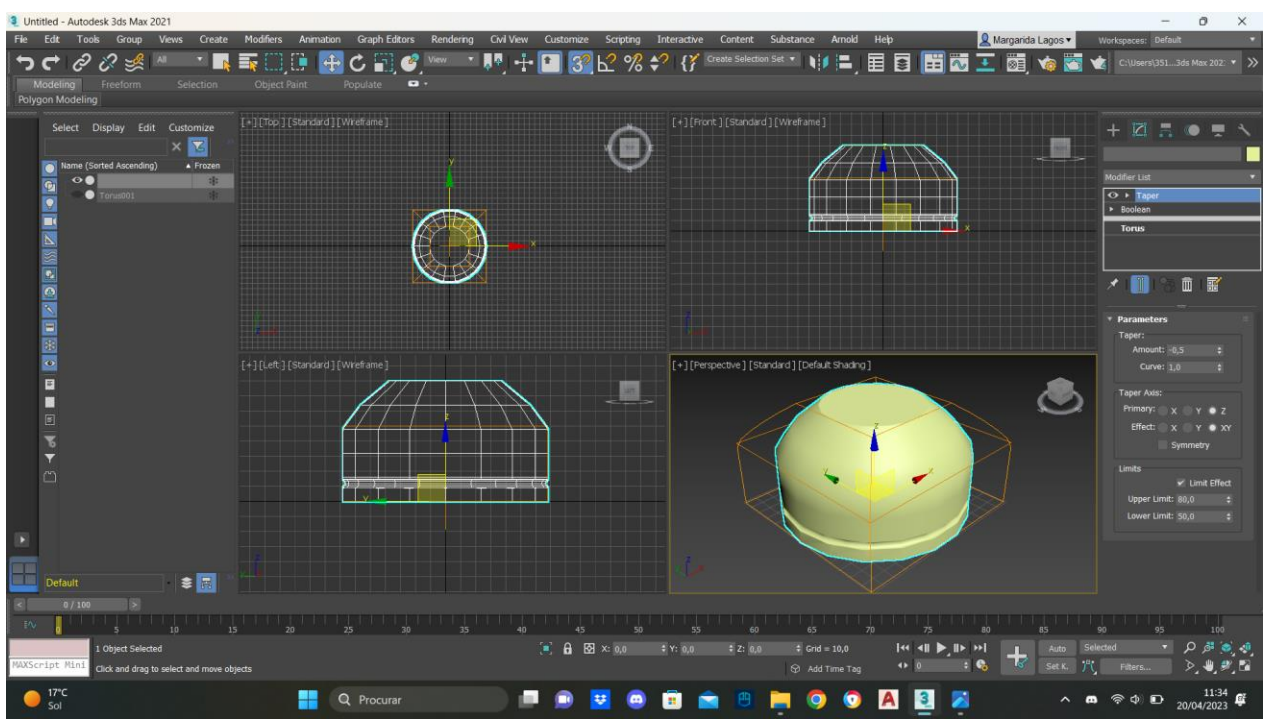 Untitled - Autodesk 3ds Max 2021
File Edit Tools Group Views Create Modifiers Animation Graph Editors Rendering Civil View Customize Scripting Interactive Content Substance Arnold Help Margarida Lagos Workspaces: Default
All View Create Selection Set C:\Users\351...3ds Max 202:
Modeling Freeform Selection Object Paint Populate
Polygon Modeling
Select Display Edit Customize
Name (Sorted Ascending) Frozen
Torus001
[+] [Top] [Standard] [Wireframe]
y
x
[+] [Front] [Standard] [Wireframe]
z
x
[+] [Left] [Standard] [Wireframe]
z
y
[+] [Perspective] [Standard] [Default Shading]
z
y
x
Modifier List
Taper
Boolean
Torus
Parameters
Taper:
Amount: -0,5
Curve: 1,0
Taper Axis:
Primary: X Y Z
Effect: X Y XY
Symmetry
Limits
Limit Effect
Upper Limit: 80,0
Lower Limit: 50,0
Default
0 / 100
0 5 10 15 20 25 30 35 40 45 50 55 60 65 70 75 80 85 90 95 100
1 Object Selected X: 0,0 Y: 0,0 Z: 0,0 Grid = 10,0 Auto Selected
MAXScript Mini Click and drag to select and move objects Add Time Tag 0 Set K. Filters...
17°C
Sol
Procurar
11:34
20/04/2023